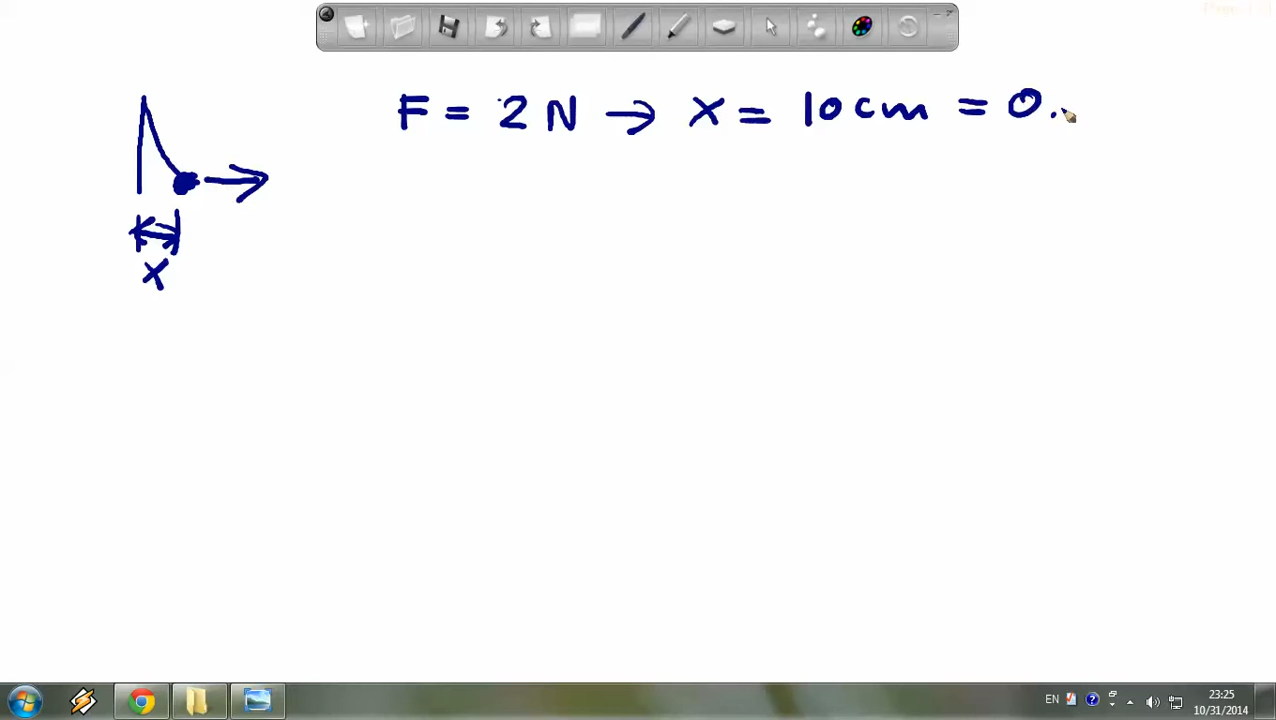 F = 2 N → x = 10 cm = 0.
x
EN
23:25
10/31/2014